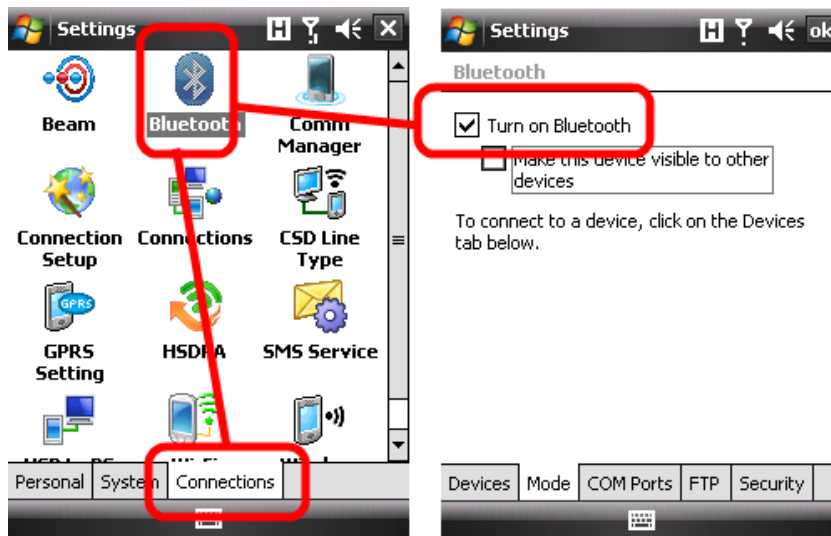 Settings
H
Beam
Bluetooth
Comm
Manager
Connection
Setup
Connections
CSD Line
Type
GPRS
GPRS
Setting
HSDPA
SMS Service
Personal
System
Connections
Settings
H
ok
Bluetooth
Turn on Bluetooth
Make this device visible to other
devices
To connect to a device, click on the Devices
tab below.
Devices
Mode
COM Ports
FTP
Security